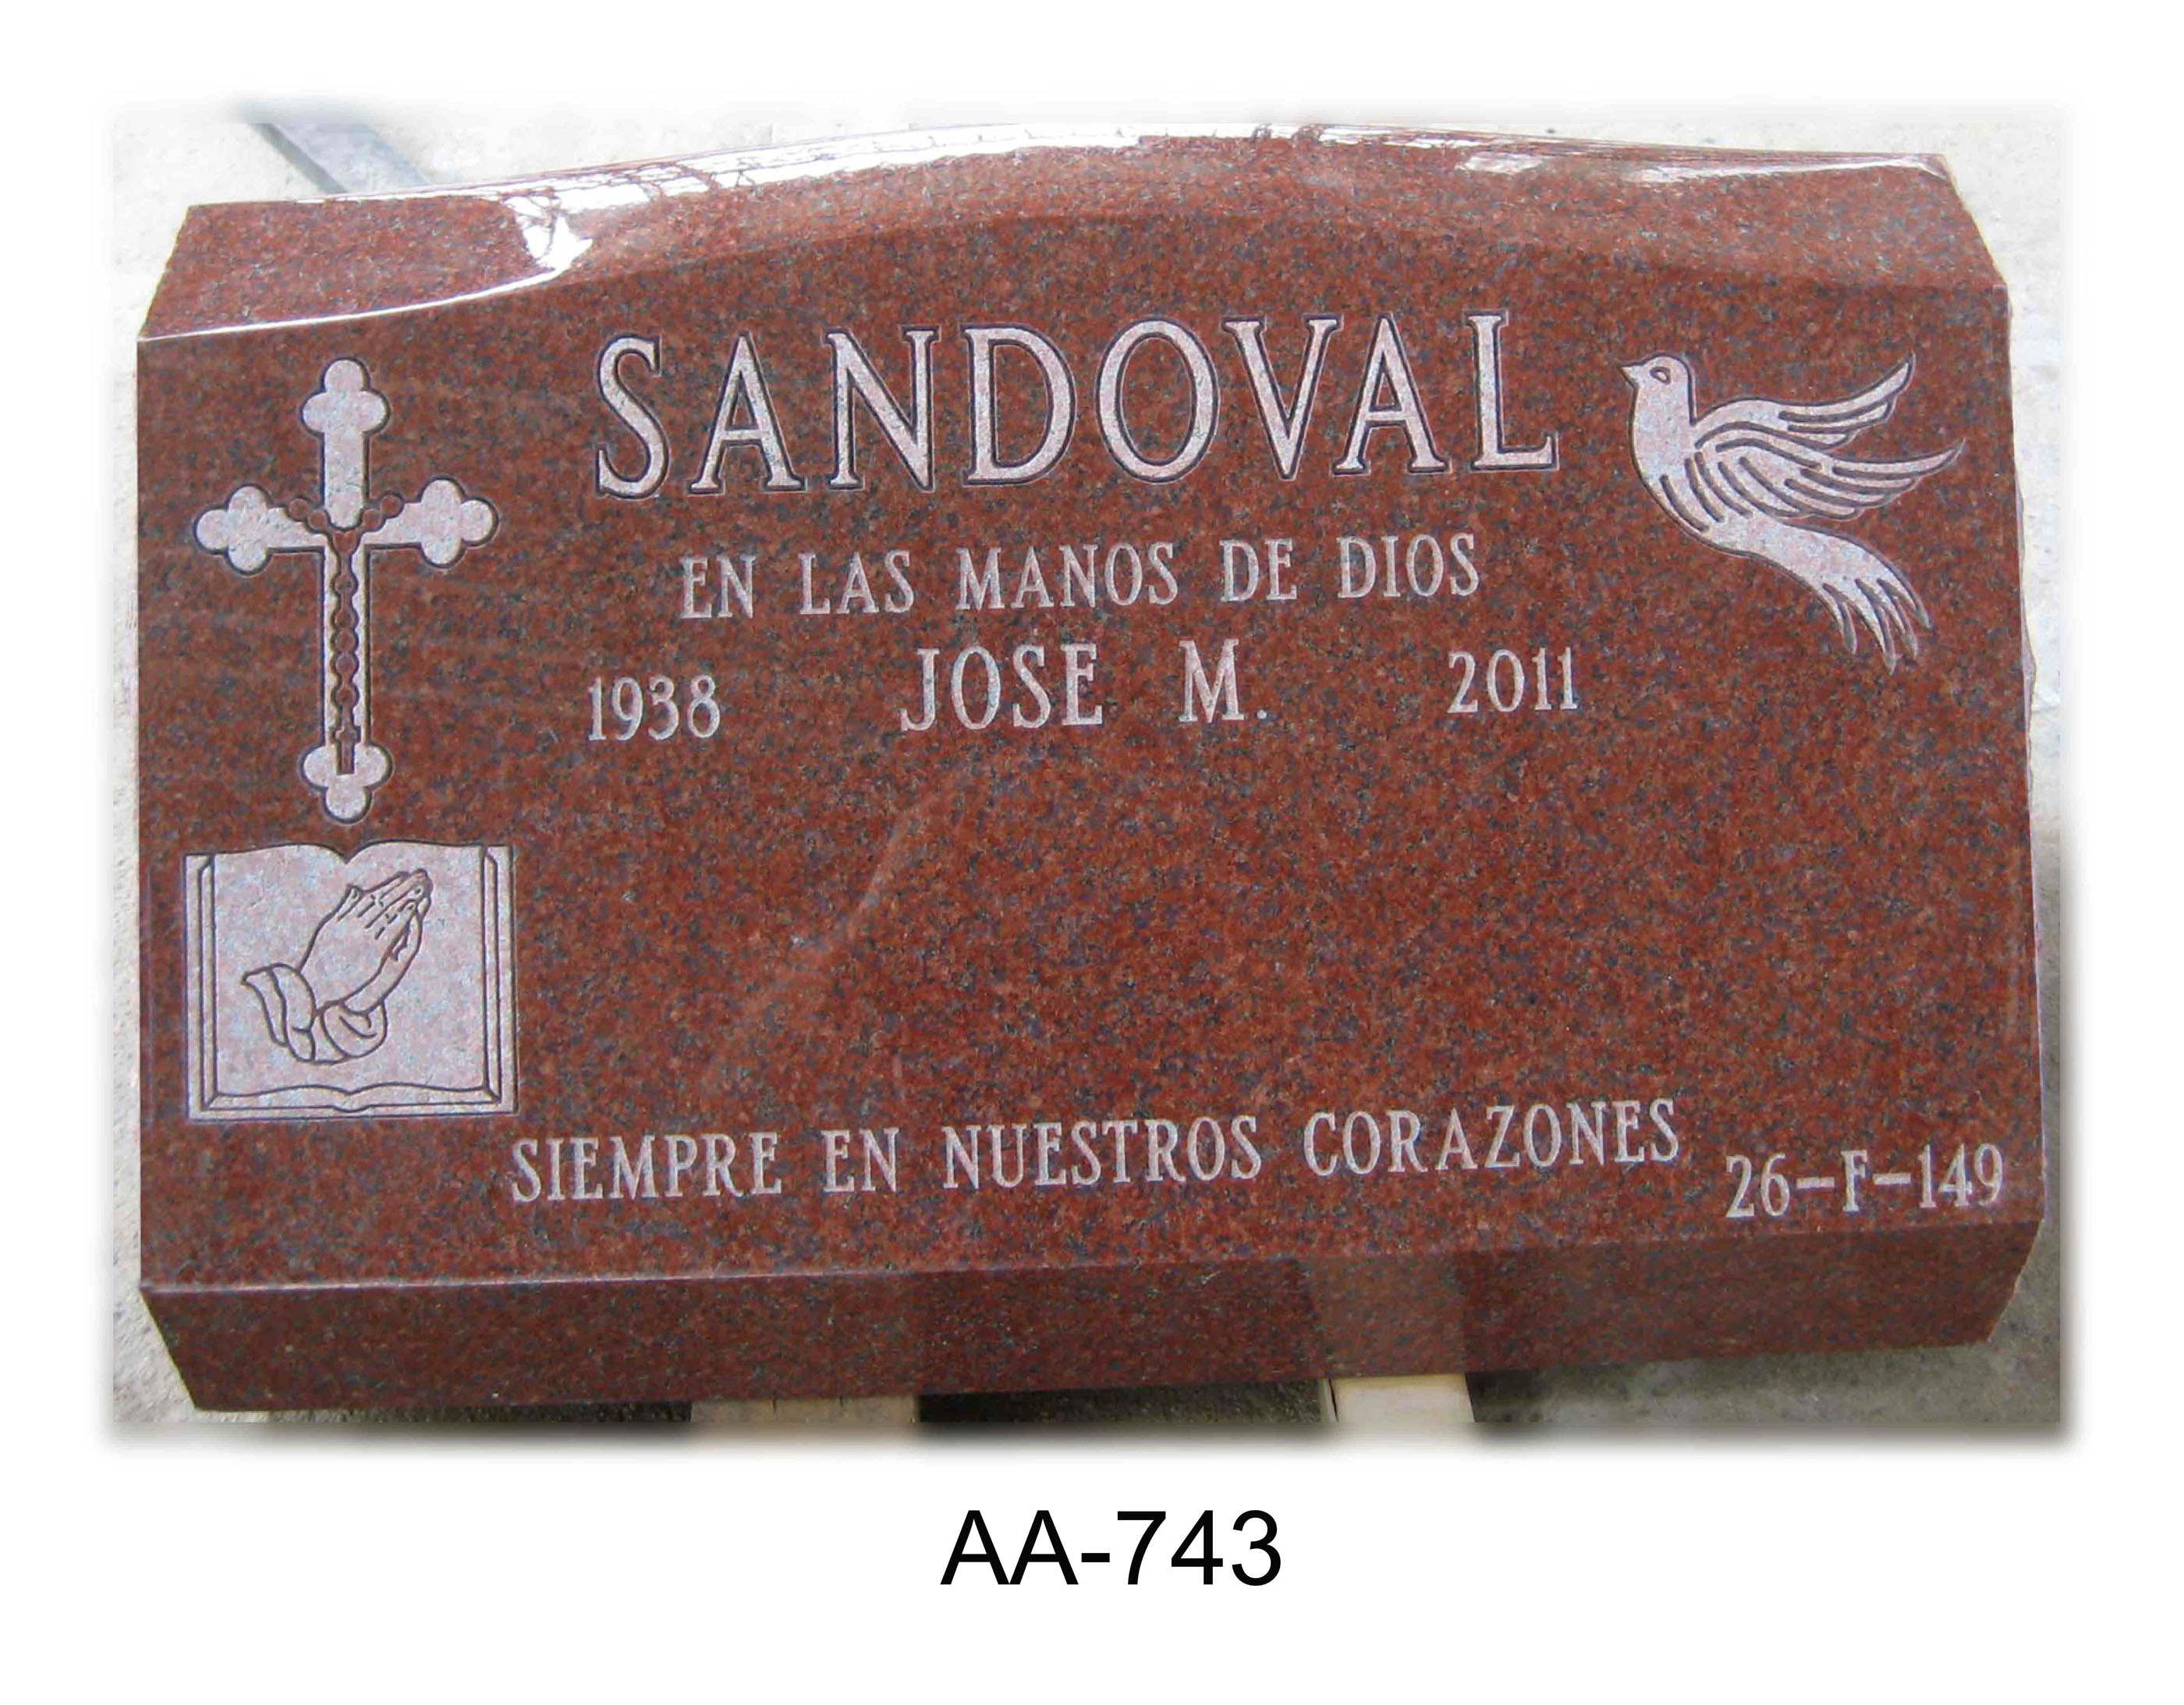 SANDOVAL
EN LAS MANOS DE DIOS
1938 JOSE M. 2011
SIEMPRE EN NUESTROS CORAZONES
26-F-149
AA-743